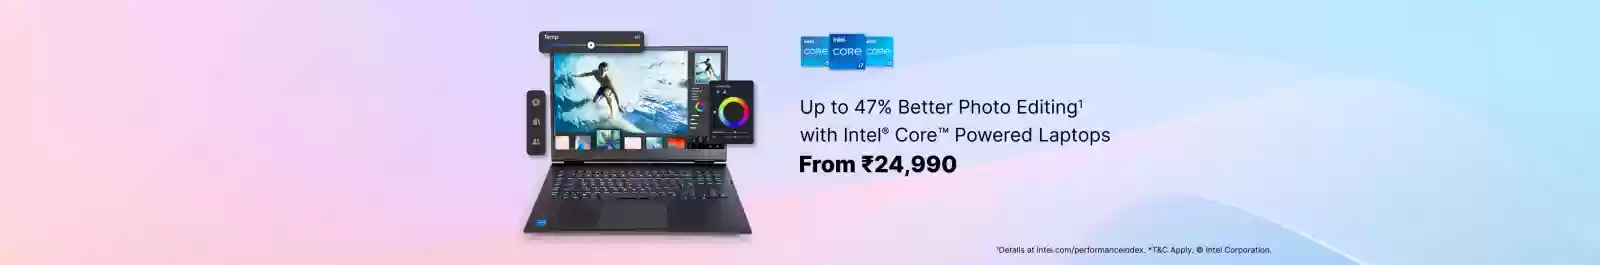 Temp +0
intel intel intel
CORE CORE CORE
i7
Up to 47% Better Photo Editing¹
with Intel® Core™ Powered Laptops
From ₹24,990
¹Details at intel.com/performanceindex. *T&C Apply. © Intel Corporation.